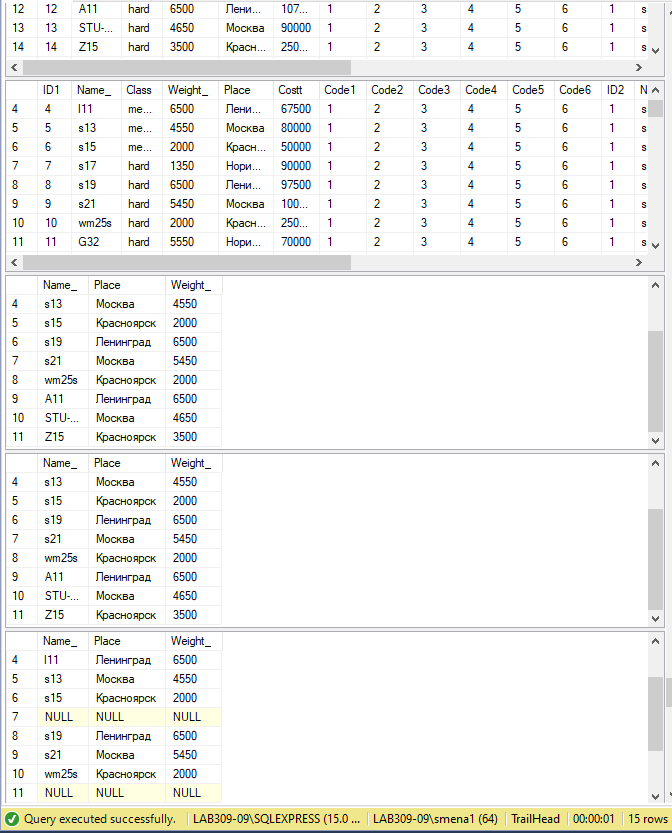 12 12 A11 hard 6500 Лени... 107... 1 2 3 4 5 6 1 s
13 13 STU-... hard 4650 Москва 90000 1 2 3 4 5 6 1 s
14 14 Z15 hard 3500 Красн... 250... 1 2 3 4 5 6 1 s
ID1 Name_ Class Weight_ Place Costt Code1 Code2 Code3 Code4 Code5 Code6 ID2 N
4 4 l11 me... 6500 Лени... 67500 1 2 3 4 5 6 1 s
5 5 s13 me... 4550 Москва 80000 1 2 3 4 5 6 1 s
6 6 s15 me... 2000 Красн... 50000 1 2 3 4 5 6 1 s
7 7 s17 hard 1350 Нори... 90000 1 2 3 4 5 6 1 s
8 8 s19 hard 6500 Лени... 97500 1 2 3 4 5 6 1 s
9 9 s21 hard 5450 Москва 100... 1 2 3 4 5 6 1 s
10 10 wm25s hard 2000 Красн... 250... 1 2 3 4 5 6 1 s
11 11 G32 hard 5550 Нори... 70000 1 2 3 4 5 6 1 s
Name_ Place Weight_
4 s13 Москва 4550
5 s15 Красноярск 2000
6 s19 Ленинград 6500
7 s21 Москва 5450
8 wm25s Красноярск 2000
9 A11 Ленинград 6500
10 STU-... Москва 4650
11 Z15 Красноярск 3500
Name_ Place Weight_
4 s13 Москва 4550
5 s15 Красноярск 2000
6 s19 Ленинград 6500
7 s21 Москва 5450
8 wm25s Красноярск 2000
9 A11 Ленинград 6500
10 STU-... Москва 4650
11 Z15 Красноярск 3500
Name_ Place Weight_
4 l11 Ленинград 6500
5 s13 Москва 4550
6 s15 Красноярск 2000
7 NULL NULL NULL
8 s19 Ленинград 6500
9 s21 Москва 5450
10 wm25s Красноярск 2000
11 NULL NULL NULL
Query executed successfully. LAB309-09\SQLEXPRESS (15.0 ... LAB309-09\smena1 (64) TrailHead 00:00:01 15 rows